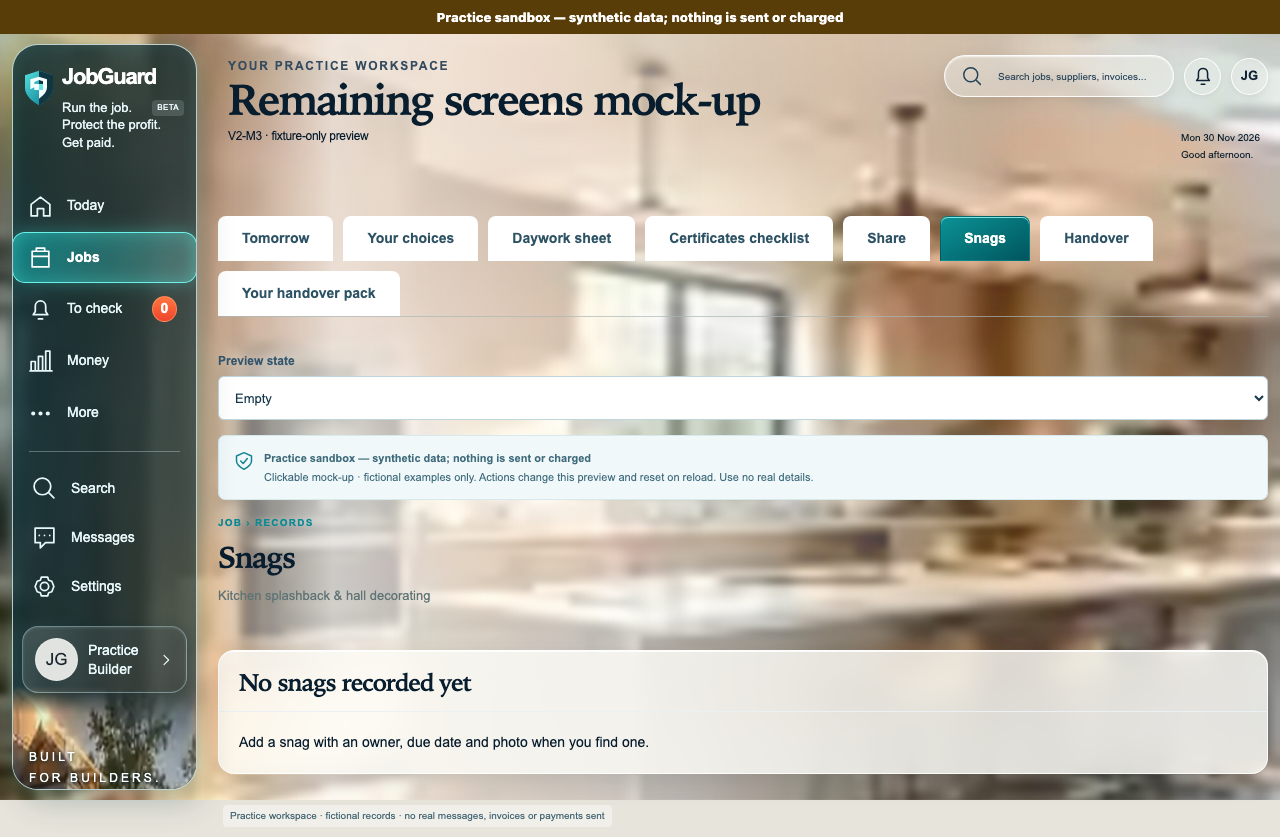 Practice sandbox — synthetic data; nothing is sent or charged
JobGuard
Run the job.
BETA
Protect the profit.
Get paid.
Today
Jobs
To check
0
Money
More
Search
Messages
Settings
JG
Practice
Builder
BUILT
FOR BUILDERS.
YOUR PRACTICE WORKSPACE
Remaining screens mock-up
V2-M3 · fixture-only preview
Search jobs, suppliers, invoices...
JG
Mon 30 Nov 2026
Good afternoon.
Tomorrow
Your choices
Daywork sheet
Certificates checklist
Share
Snags
Handover
Your handover pack
Preview state
Empty
Practice sandbox — synthetic data; nothing is sent or charged
Clickable mock-up · fictional examples only. Actions change this preview and reset on reload. Use no real details.
JOB › RECORDS
Snags
Kitchen splashback & hall decorating
No snags recorded yet
Add a snag with an owner, due date and photo when you find one.
Practice workspace · fictional records · no real messages, invoices or payments sent